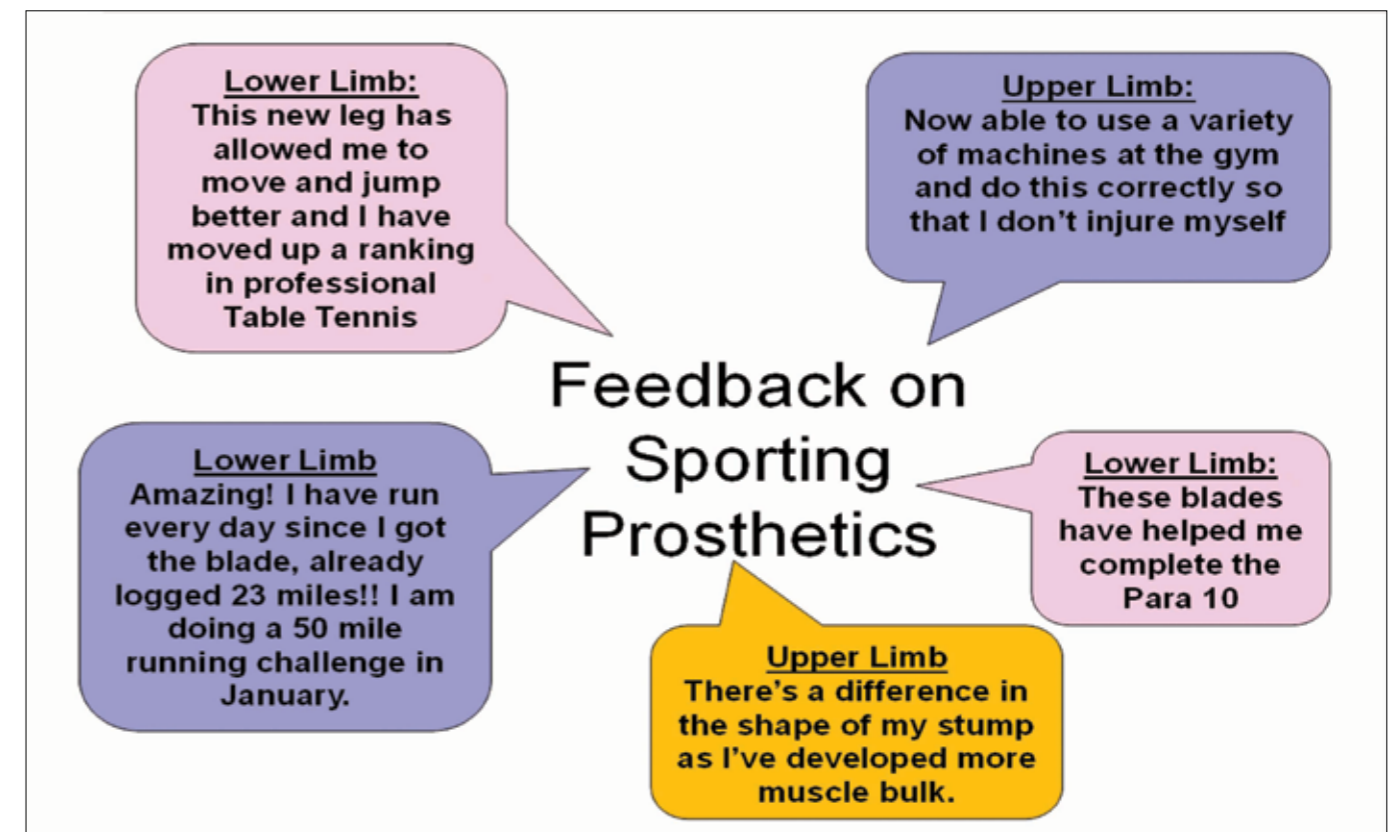 Lower Limb:
This new leg has
allowed me to
move and jump
better and I have
moved up a ranking
in professional
Table Tennis
Upper Limb:
Now able to use a variety
of machines at the gym
and do this correctly so
that I don't injure myself
Feedback on
Sporting
Prosthetics
Lower Limb
Amazing! I have run
every day since I got
the blade, already
logged 23 miles!! I am
doing a 50 mile
running challenge in
January.
Lower Limb:
These blades
have helped me
complete the
Para 10
Upper Limb
There's a difference in
the shape of my stump
as I've developed more
muscle bulk.